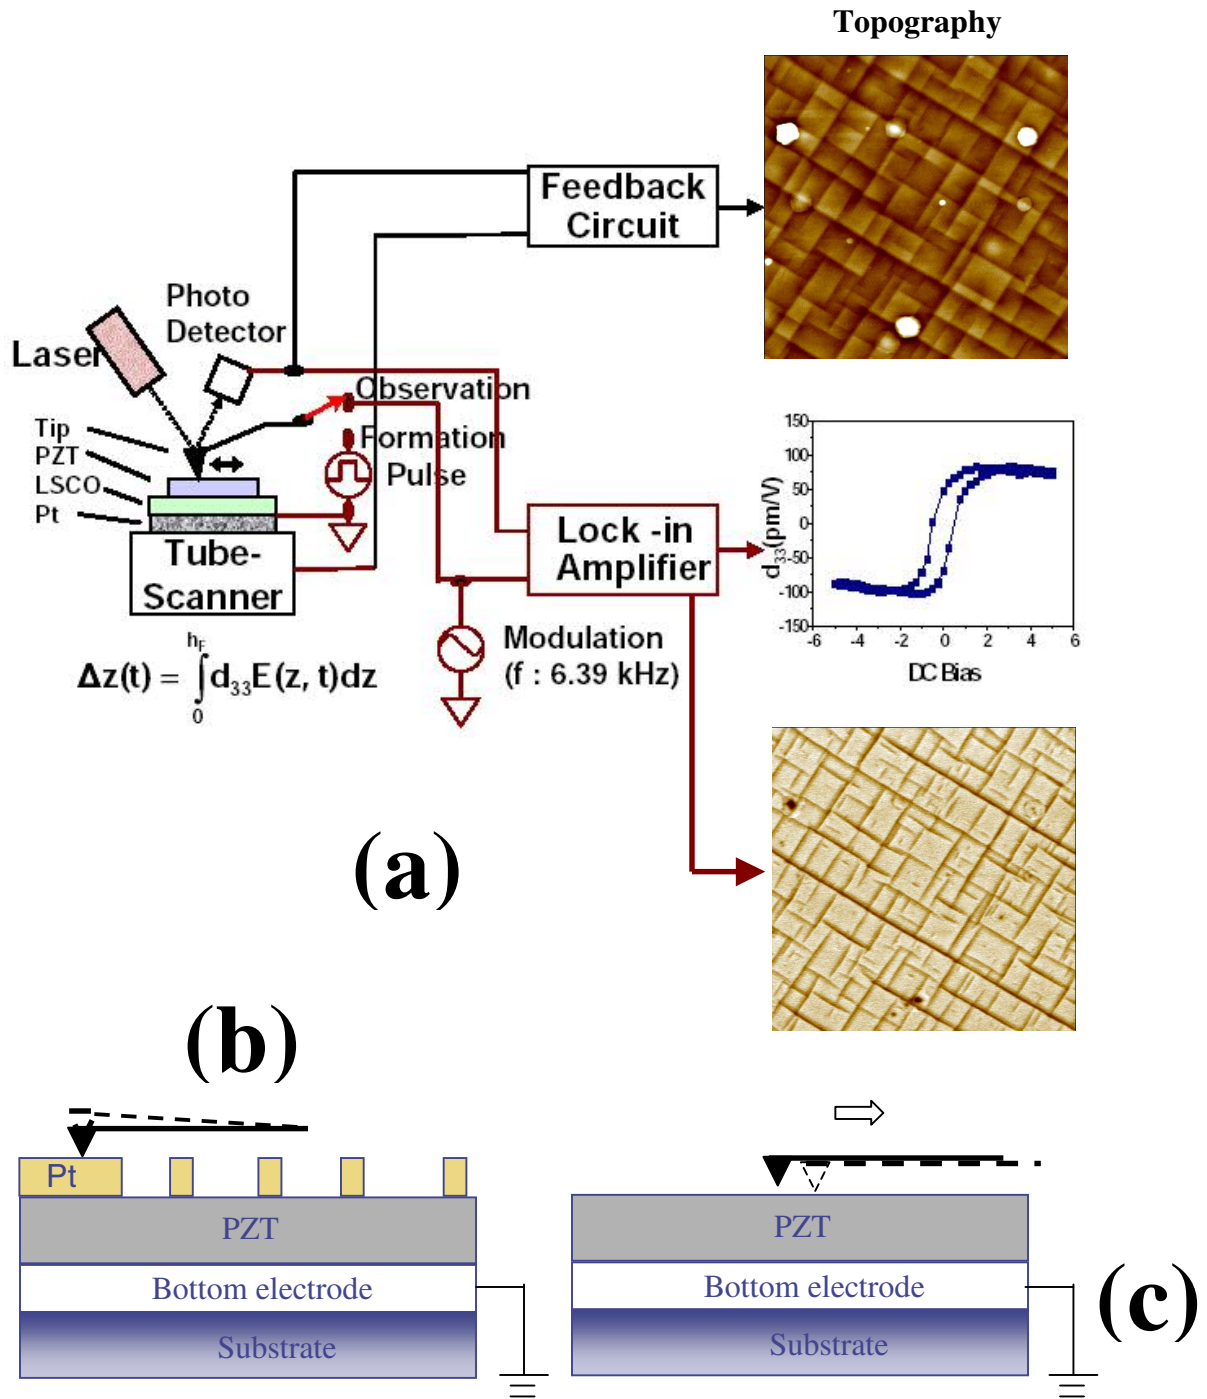 Topography
Feedback
Circuit
Photo
Detector
Laser
Observation
Formation
Pulse
Tip
PZT
LSCO
Pt
Tube-
Scanner
Lock -in
Amplifier
Modulation
(f : 6.39 kHz)
Δz(t) = ∫₀^{h_F} d₃₃E(z, t)dz
d₃₃(pm/V)
150
100
50
0
-50
-100
-150
-6 -4 -2 0 2 4 6
DC Bias
(a)
(b)
Pt
PZT
Bottom electrode
Substrate
PZT
Bottom electrode
Substrate
(c)